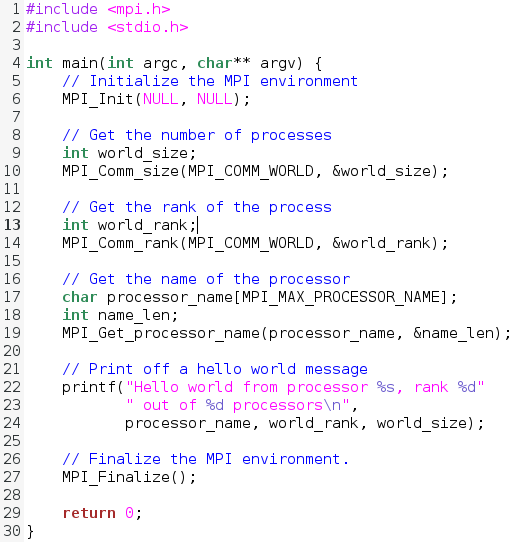 1 #include <mpi.h>
2 #include <stdio.h>
3
4 int main(int argc, char** argv) {
5     // Initialize the MPI environment
6     MPI_Init(NULL, NULL);
7
8     // Get the number of processes
9     int world_size;
10     MPI_Comm_size(MPI_COMM_WORLD, &world_size);
11
12     // Get the rank of the process
13     int world_rank;
14     MPI_Comm_rank(MPI_COMM_WORLD, &world_rank);
15
16     // Get the name of the processor
17     char processor_name[MPI_MAX_PROCESSOR_NAME];
18     int name_len;
19     MPI_Get_processor_name(processor_name, &name_len);
20
21     // Print off a hello world message
22     printf("Hello world from processor %s, rank %d"
23            " out of %d processors\n",
24            processor_name, world_rank, world_size);
25
26     // Finalize the MPI environment.
27     MPI_Finalize();
28
29     return 0;
30 }